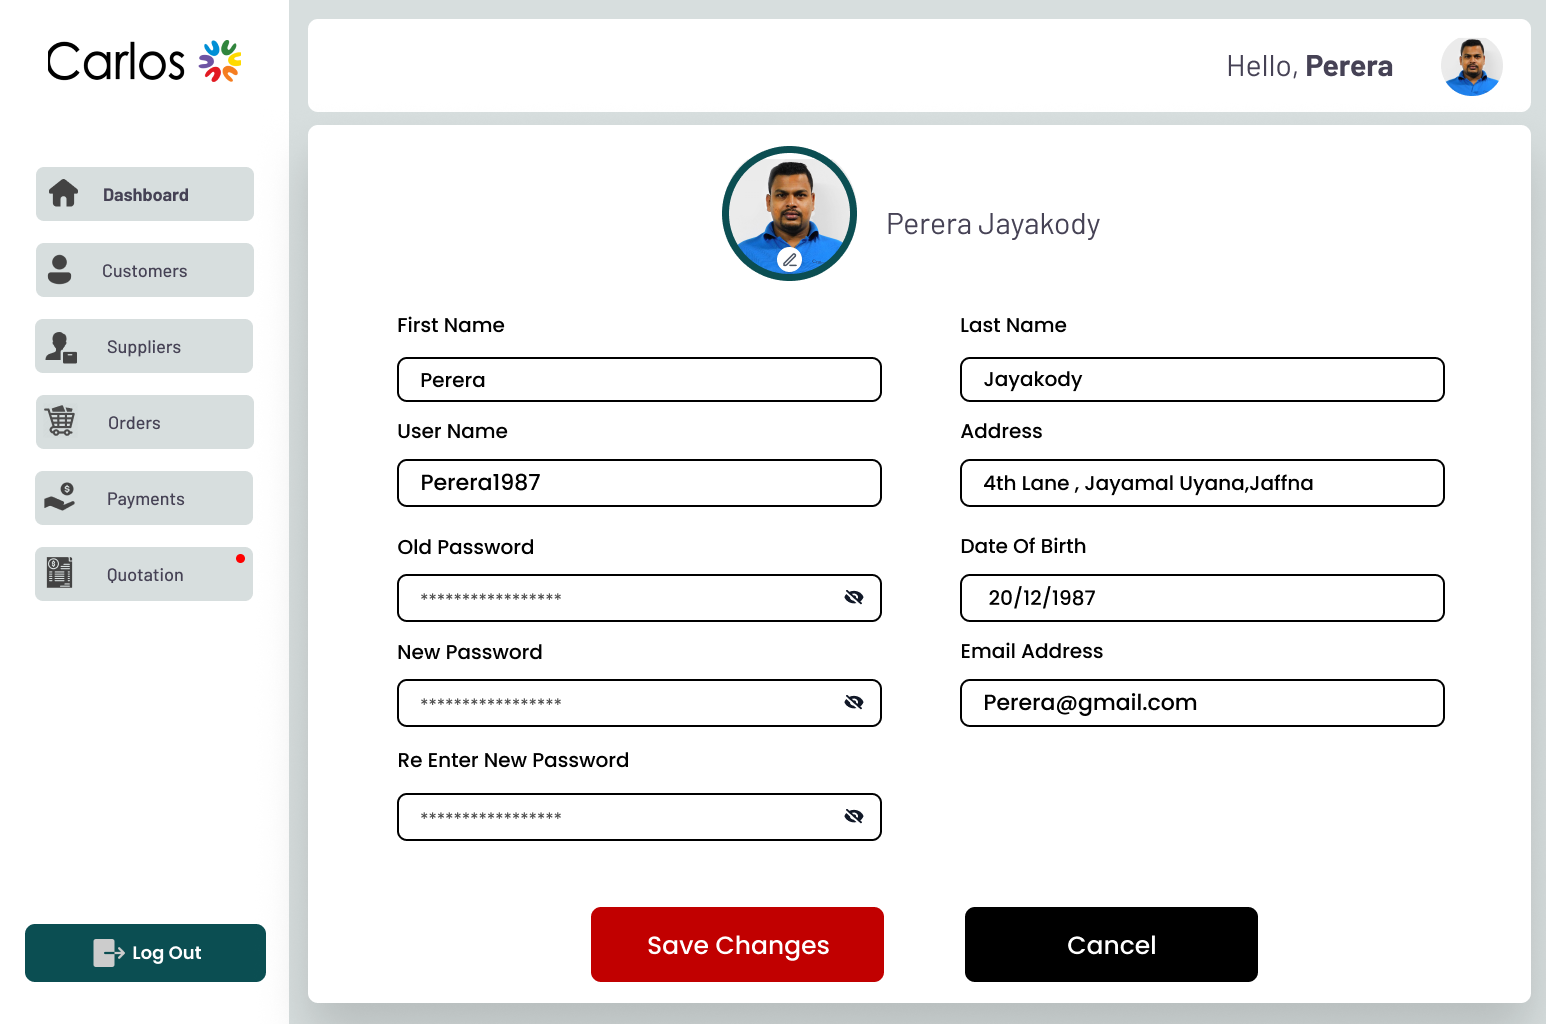 Carlos
Hello, Perera
Dashboard
Customers
Suppliers
Orders
Payments
Quotation
Log Out
Perera Jayakody
First Name
Perera
Last Name
Jayakody
User Name
Perera1987
Address
4th Lane , Jayamal Uyana,Jaffna
Old Password
*****************
Date Of Birth
20/12/1987
New Password
*****************
Email Address
Perera@gmail.com
Re Enter New Password
*****************
Save Changes
Cancel